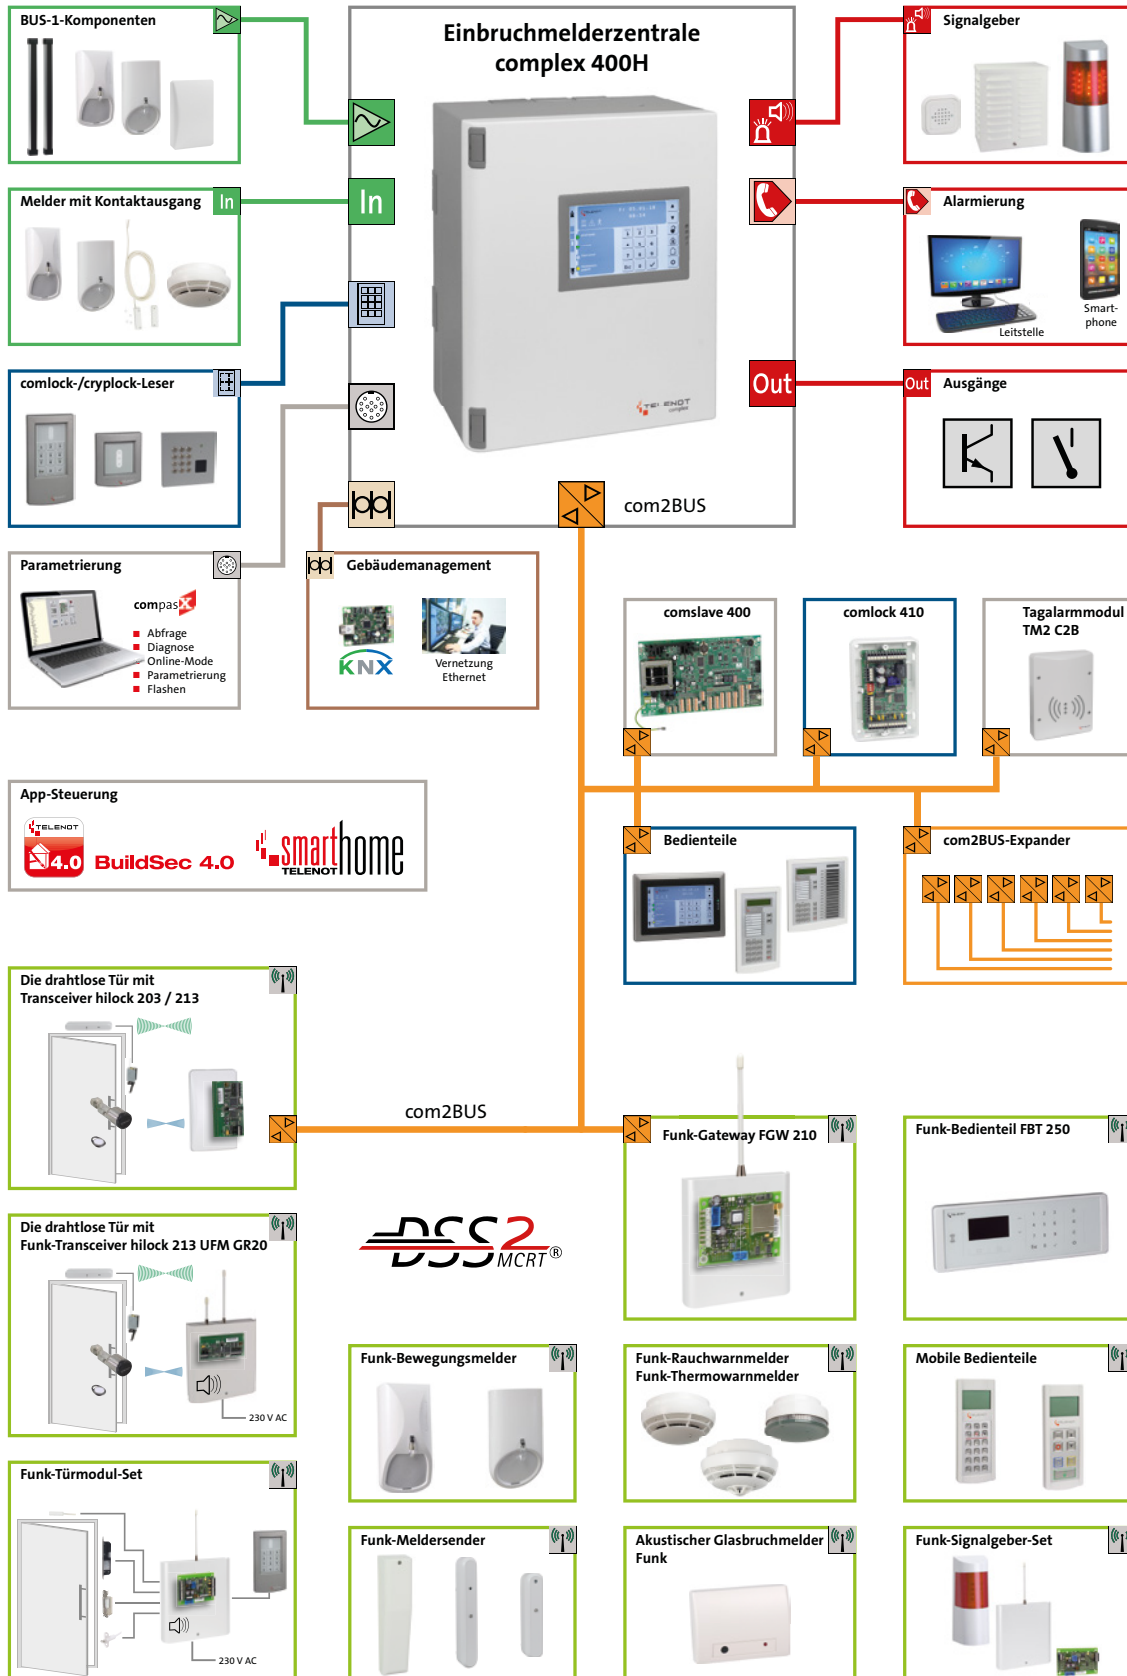 BUS-1-Komponenten
Einbruchmelderzentrale
complex 400H
Signalgeber
Melder mit Kontaktausgang
In
In
Alarmierung
Leitstelle
Smart-
phone
TELENOT
complex
comlock-/cryplock-Leser
Out
Out
Ausgänge
com2BUS
Parametrierung
compasX
Abfrage
Diagnose
Online-Mode
Parametrierung
Flashen
Gebäudemanagement
KNX
Vernetzung
Ethernet
comslave 400
comlock 410
Tagalarmmodul
TM2 C2B
App-Steuerung
TELENOT
4.0
BuildSec 4.0
smarthome
TELENOT
Bedienteile
com2BUS-Expander
Die drahtlose Tür mit
Transceiver hilock 203 / 213
com2BUS
Funk-Gateway FGW 210
Funk-Bedienteil FBT 250
Die drahtlose Tür mit
Funk-Transceiver hilock 213 UFM GR20
230 V AC
DSS2
MCRT®
Funk-Bewegungsmelder
Funk-Rauchwarnmelder
Funk-Thermowarnmelder
Mobile Bedienteile
Funk-Türmodul-Set
230 V AC
Funk-Meldersender
Akustischer Glasbruchmelder
Funk
Funk-Signalgeber-Set